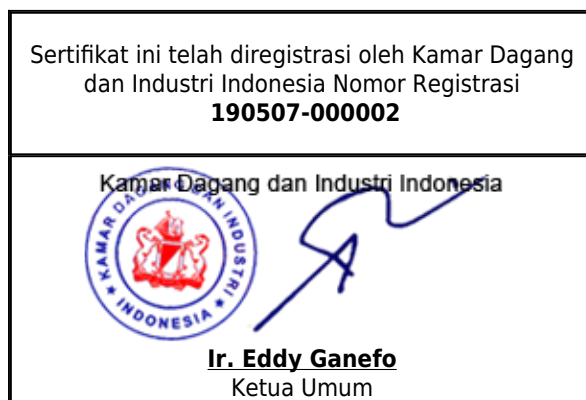 Sertifikat ini telah diregistrasi oleh Kamar Dagang
dan Industri Indonesia Nomor Registrasi
190507-000002
Kamar Dagang dan Industri Indonesia
KAMAR DAGANG DAN INDUSTRI
INDONESIA
Ir. Eddy Ganefo
Ketua Umum